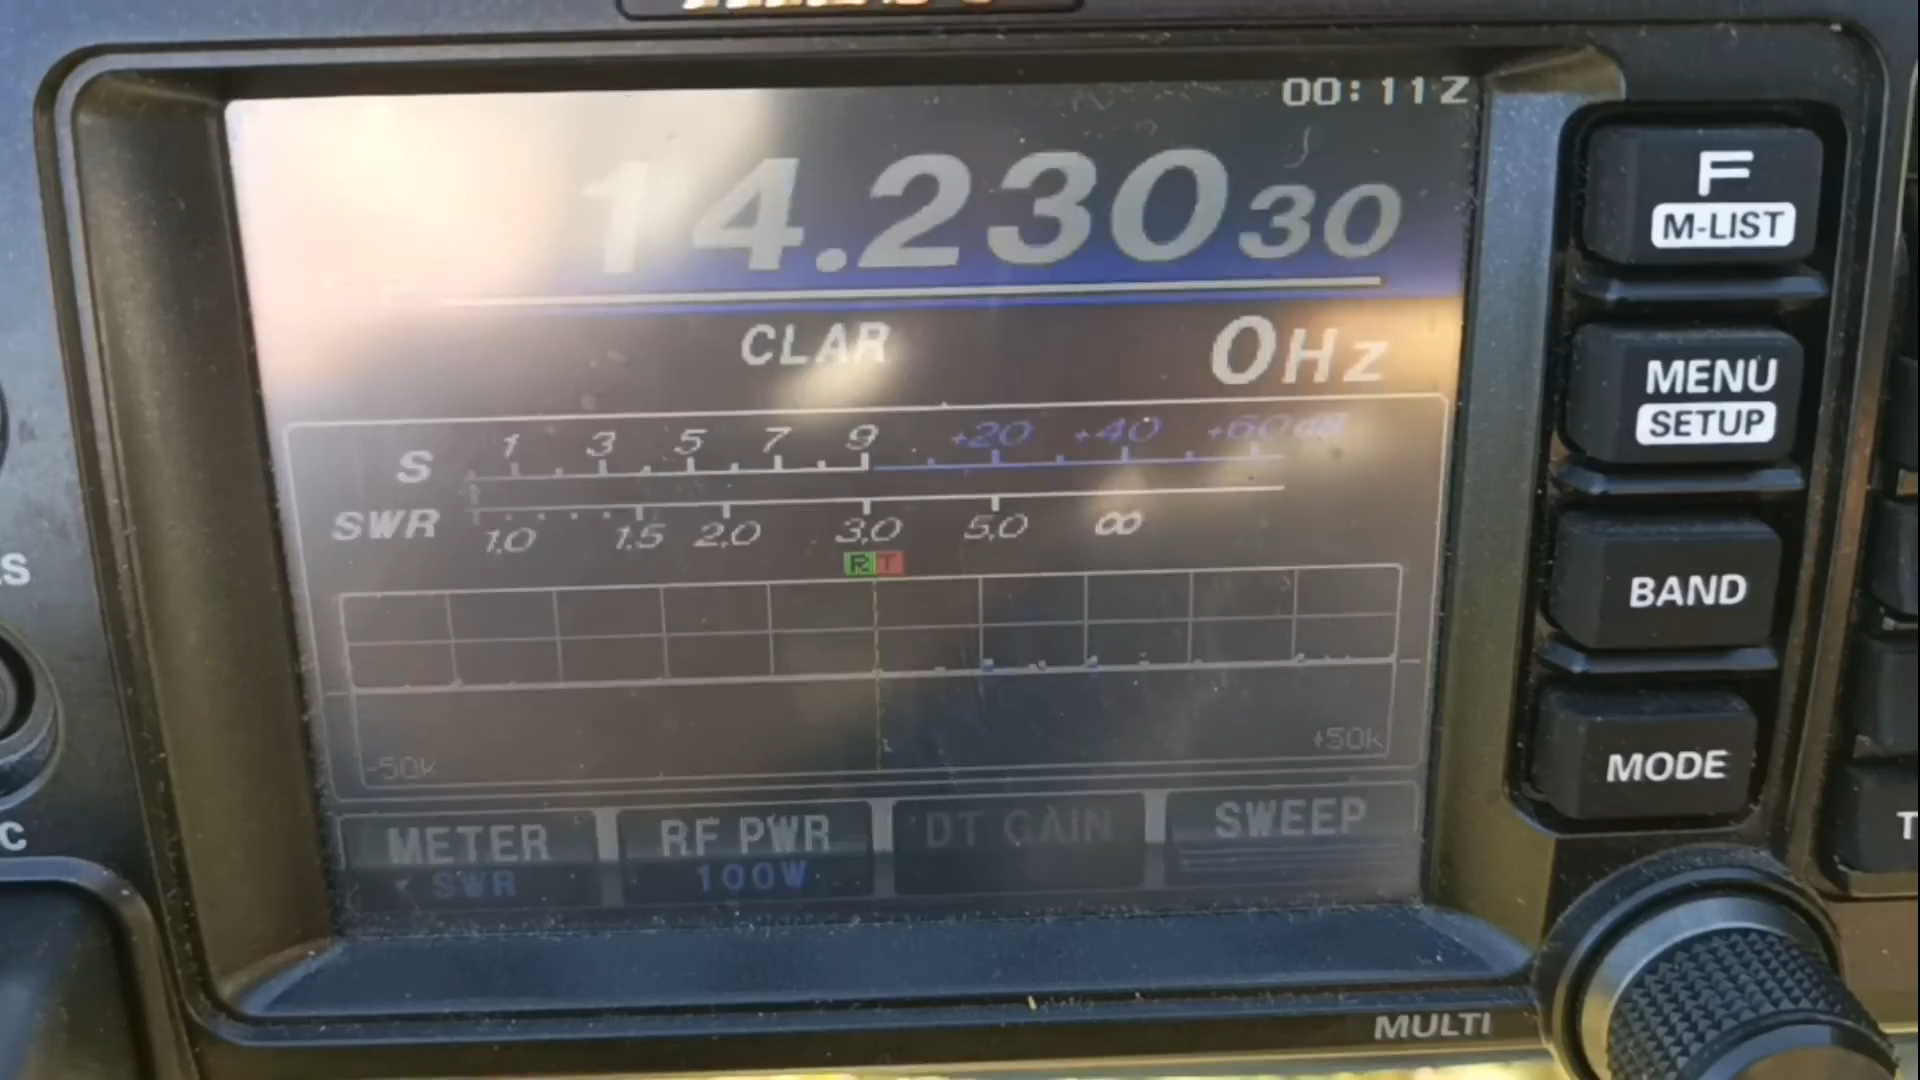 00:11Z
14.23030
CLAR 0Hz
S 1 3 5 7 9 +20 +40 +60dB
SWR 1.0 1.5 2.0 3.0 5.0 ∞
R T
-50k +50k
METER RF PWR DT GAIN SWEEP
SWR 100W
F
M-LIST
MENU
SETUP
BAND
MODE
MULTI